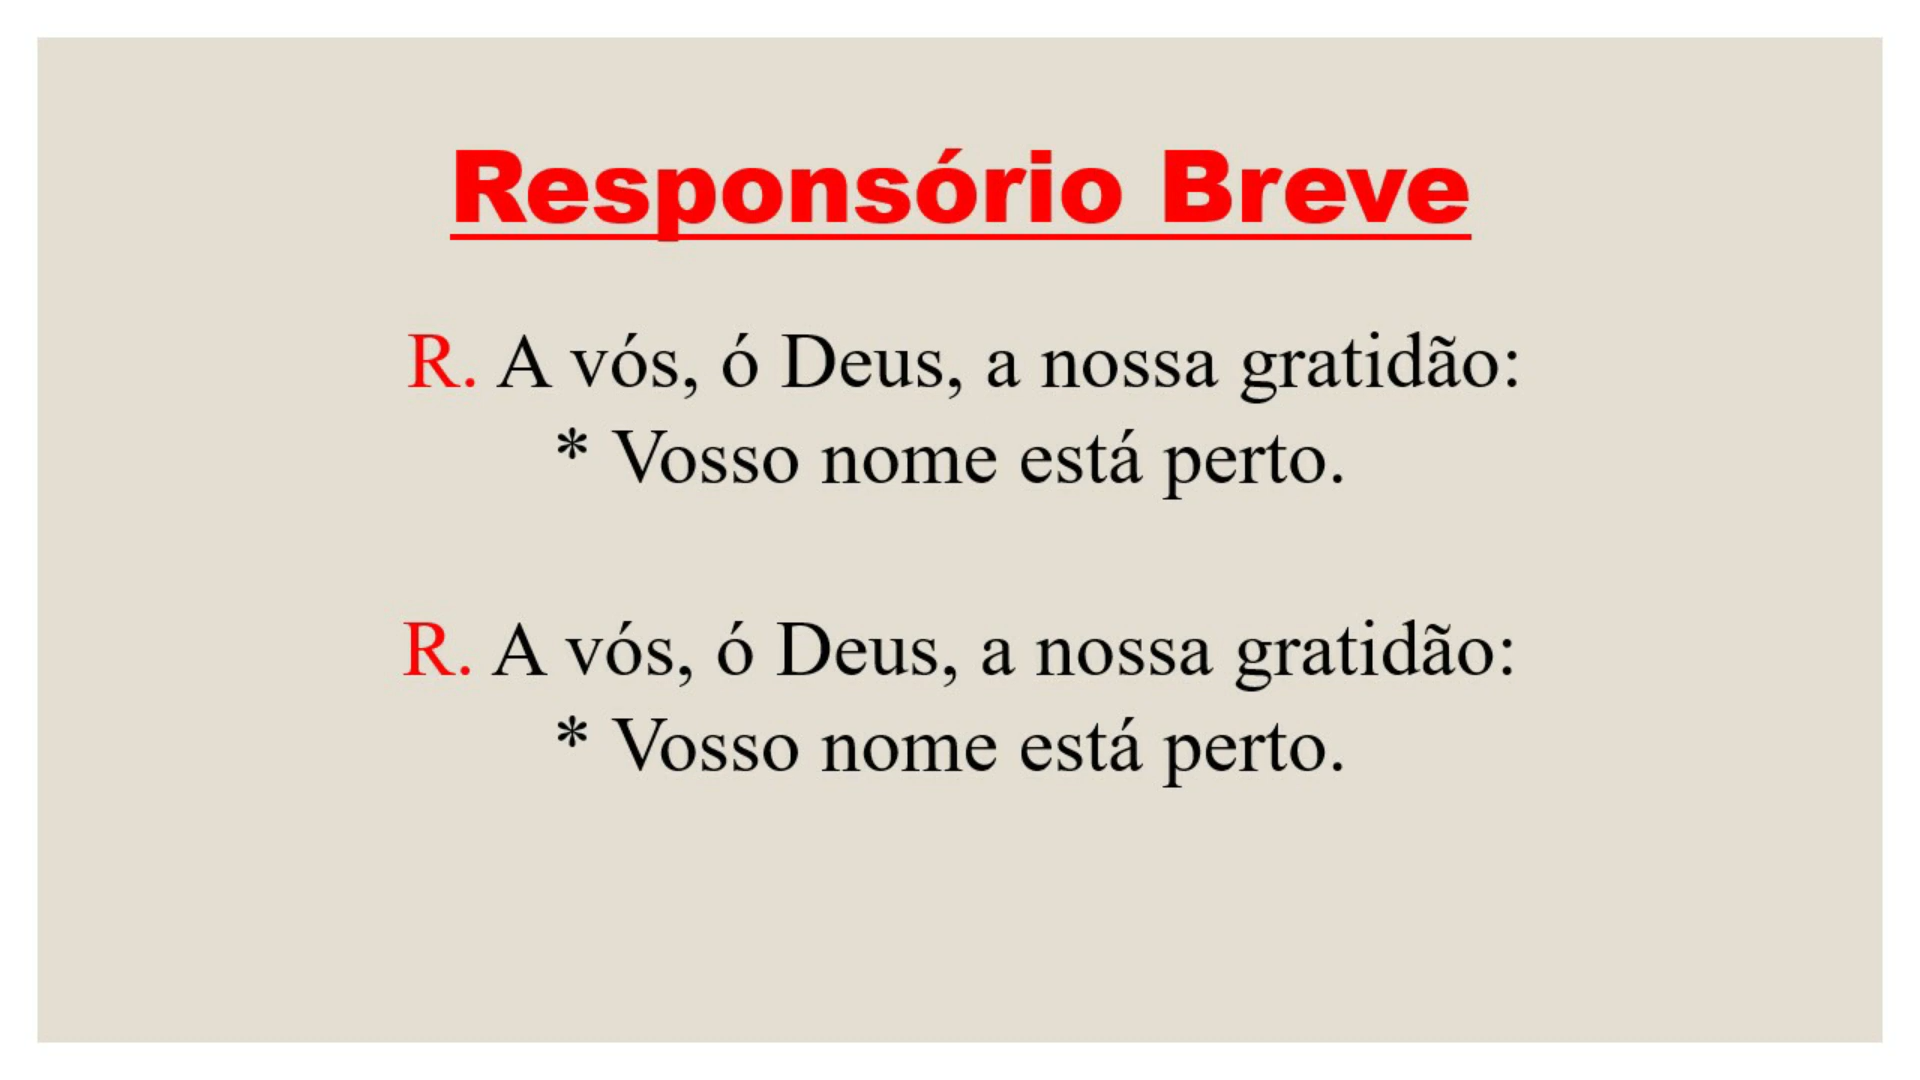 Responsório Breve
R. A vós, ó Deus, a nossa gratidão:
* Vosso nome está perto.
R. A vós, ó Deus, a nossa gratidão:
* Vosso nome está perto.